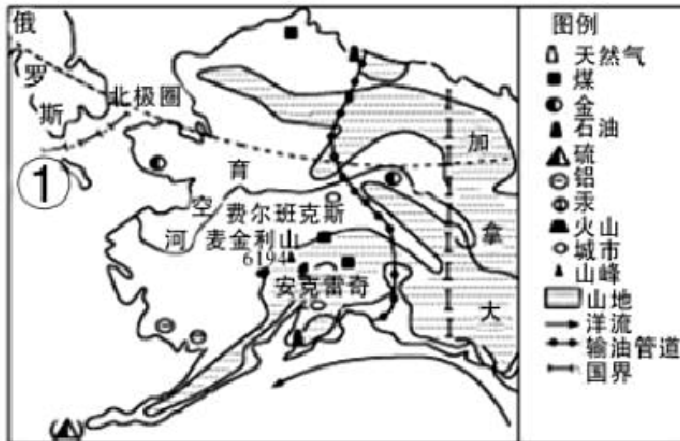 俄
罗
斯
北极圈
①
育
空
河
费尔班克斯
麦金利山
6194
安克雷奇
加
拿
大
图例
天然气
煤
金
石油
硫
铝
汞
火山
城市
山峰
山地
洋流
输油管道
国界